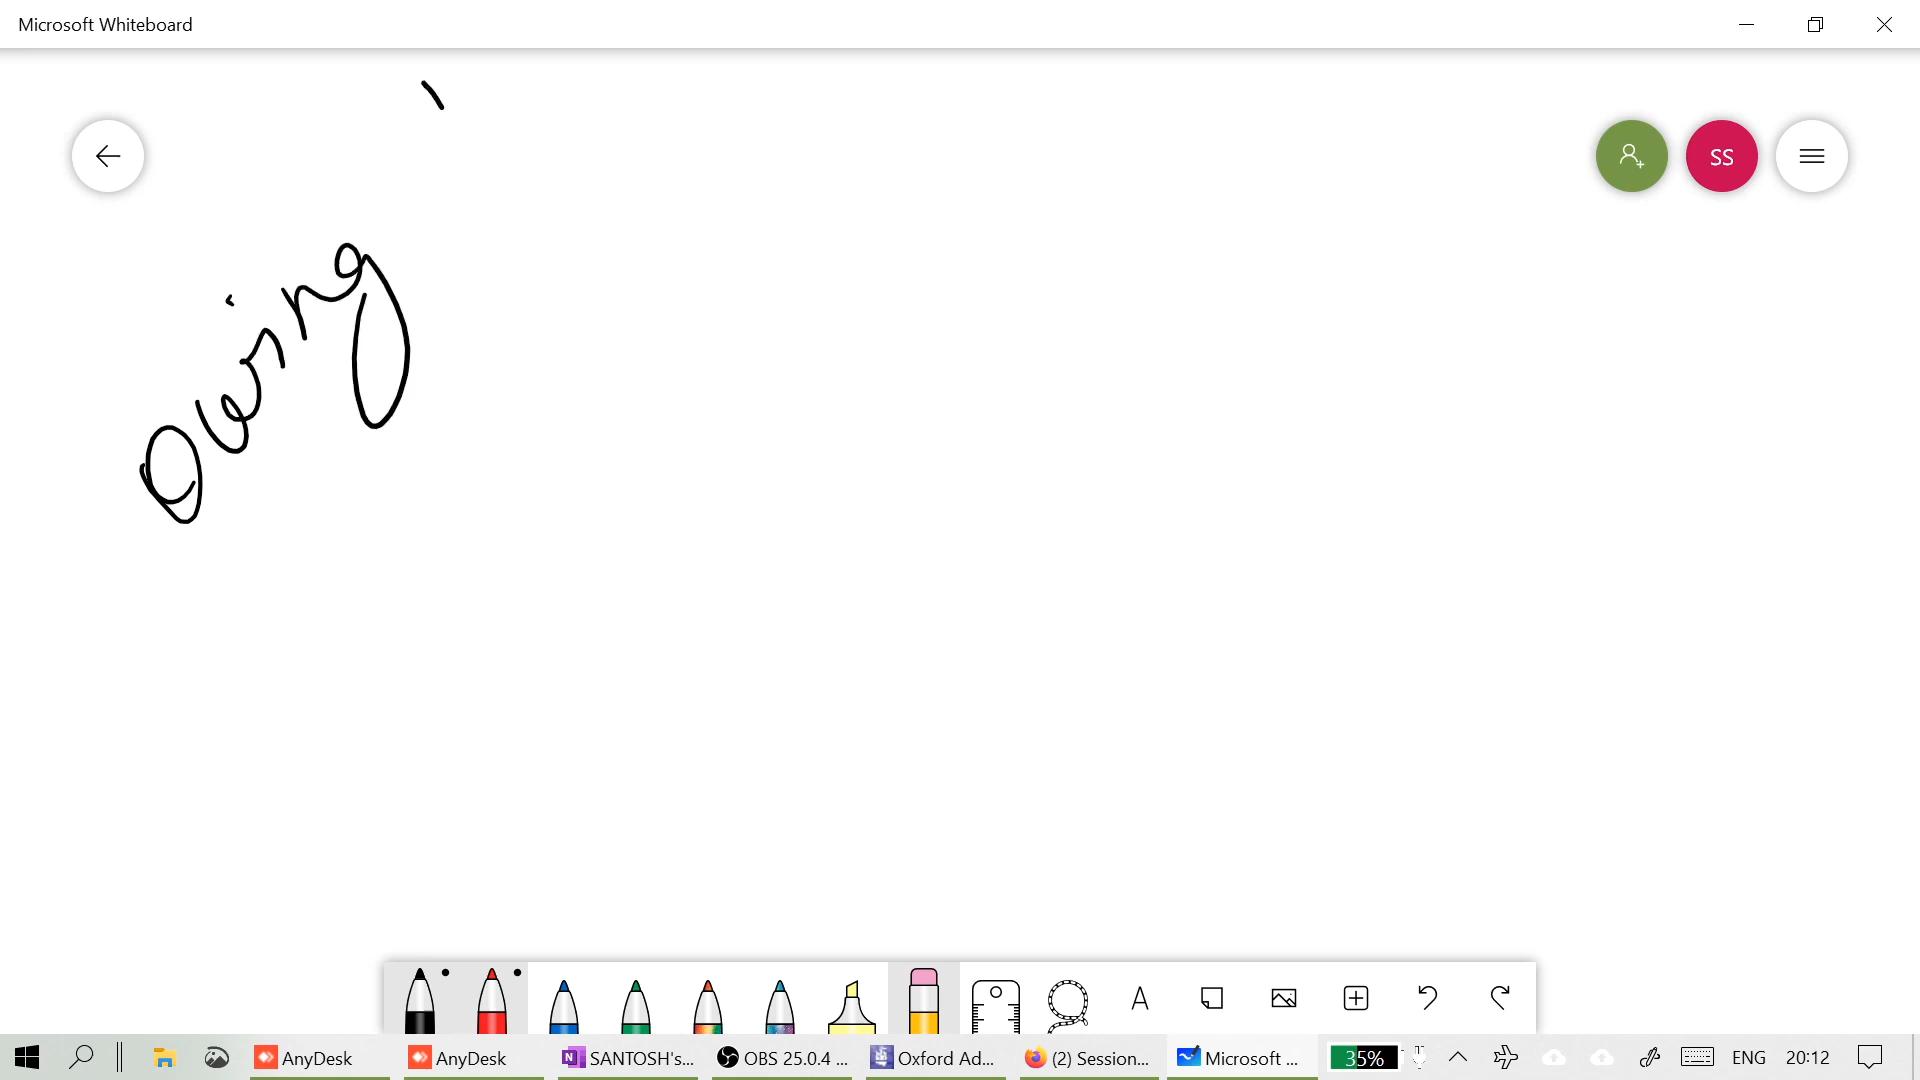 Microsoft Whiteboard
SS
owing
A
AnyDesk
AnyDesk
SANTOSH's...
OBS 25.0.4 ...
Oxford Ad...
(2) Session...
Microsoft ...
35%
ENG
20:12